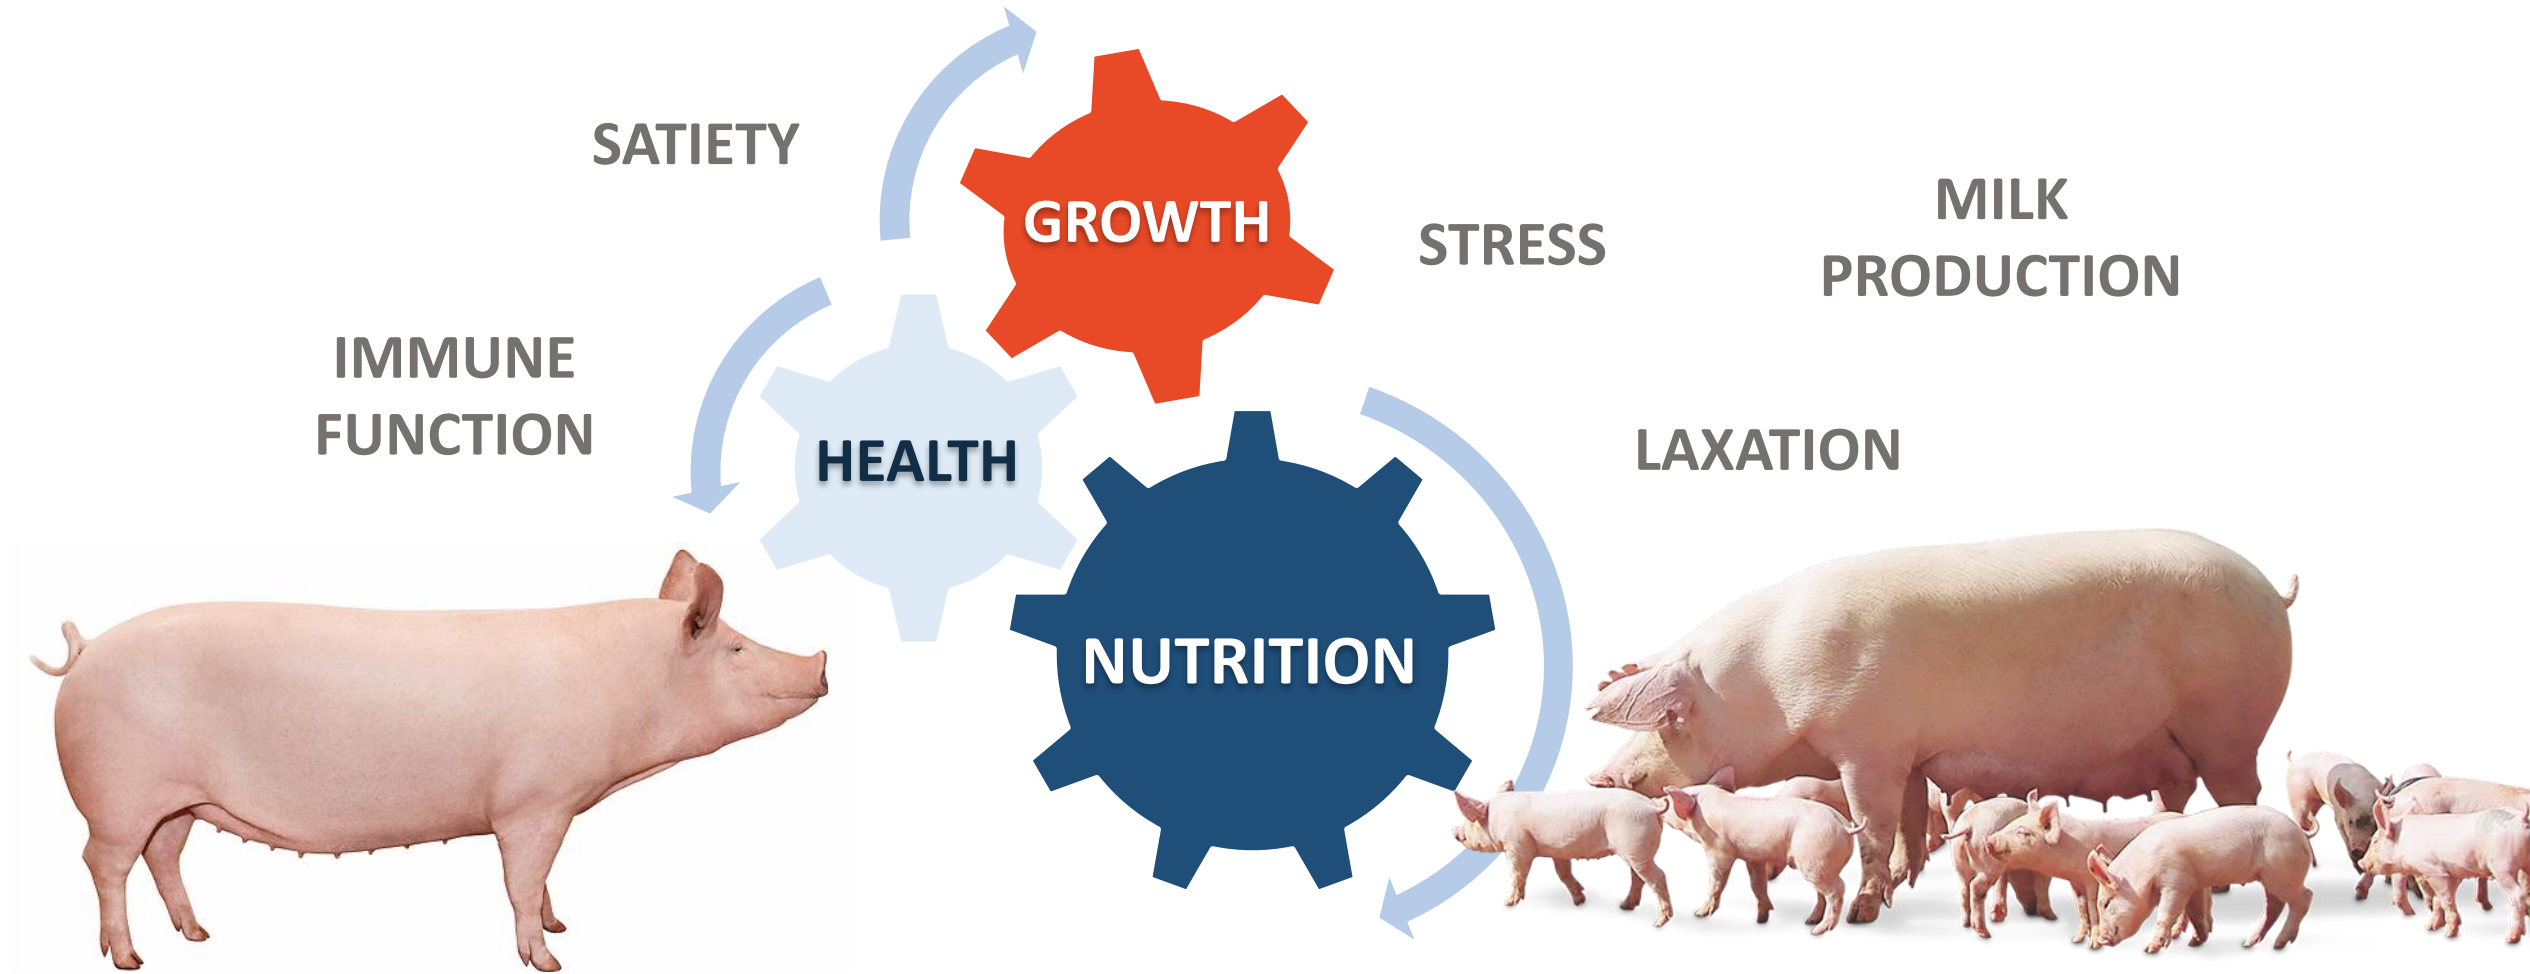 SATIETY
GROWTH
STRESS
MILK
PRODUCTION
IMMUNE
FUNCTION
HEALTH
LAXATION
NUTRITION